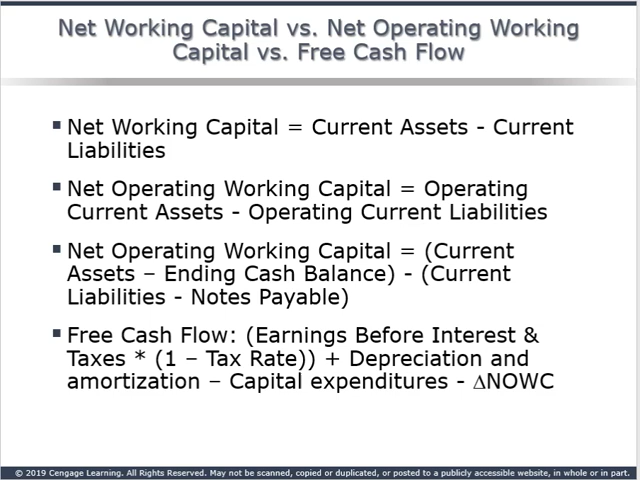 Net Working Capital vs. Net Operating Working
Capital vs. Free Cash Flow
▪ Net Working Capital = Current Assets - Current
Liabilities
▪ Net Operating Working Capital = Operating
Current Assets - Operating Current Liabilities
▪ Net Operating Working Capital = (Current
Assets – Ending Cash Balance) - (Current
Liabilities - Notes Payable)
▪ Free Cash Flow: (Earnings Before Interest &
Taxes * (1 – Tax Rate)) + Depreciation and
amortization – Capital expenditures - ∆NOWC
© 2019 Cengage Learning. All Rights Reserved. May not be scanned, copied or duplicated, or posted to a publicly accessible website, in whole or in part.